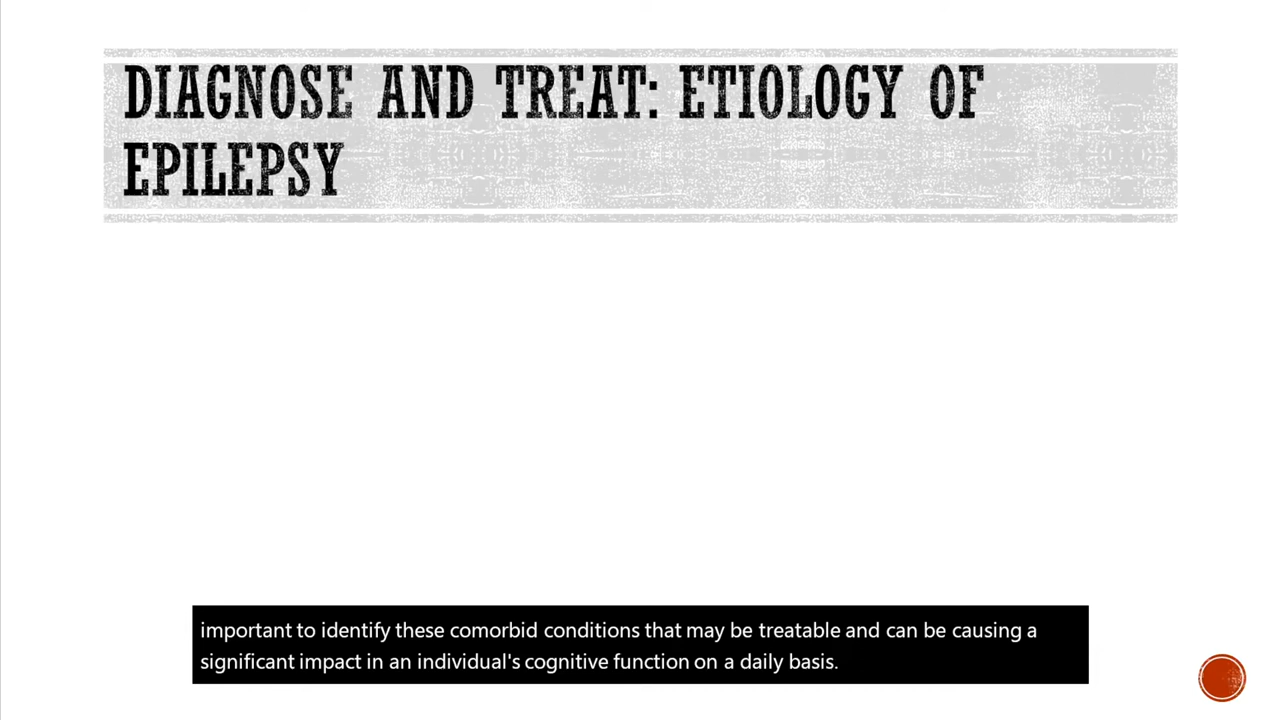 DIAGNOSE AND TREAT: ETIOLOGY OF
EPILEPSY
important to identify these comorbid conditions that may be treatable and can be causing a
significant impact in an individual's cognitive function on a daily basis.